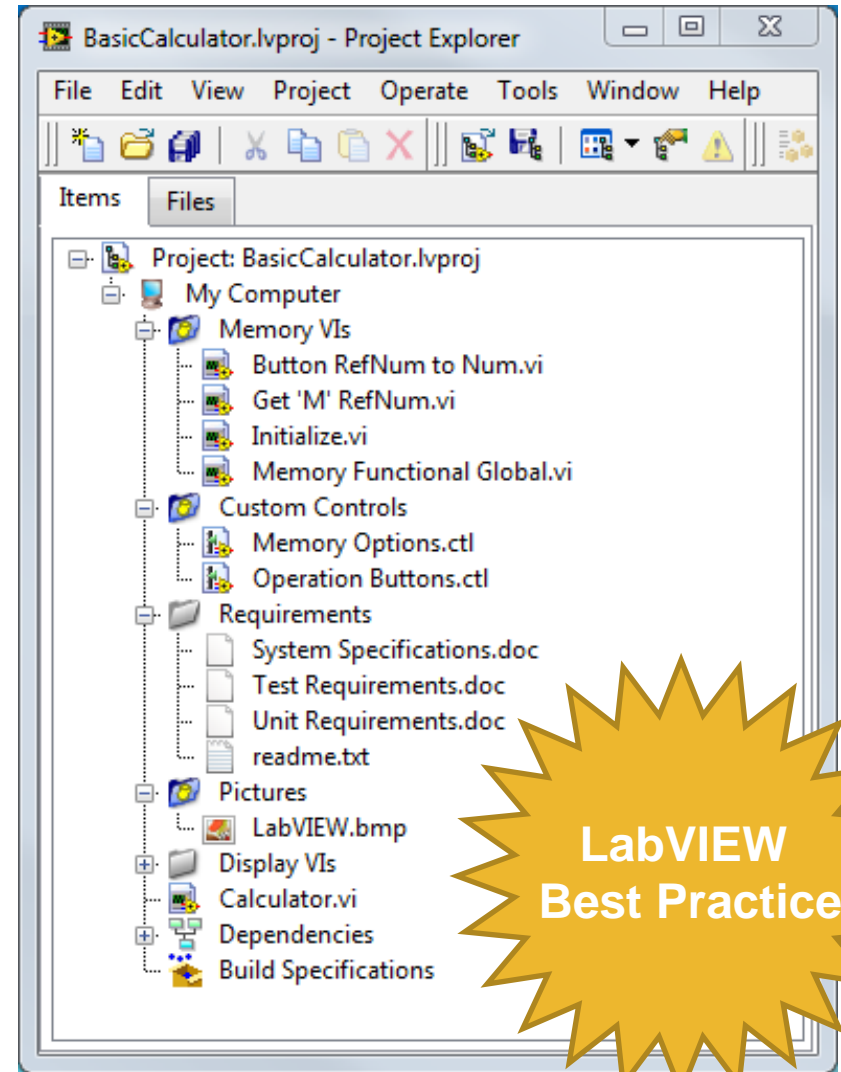 BasicCalculator.lvproj - Project Explorer
File Edit View Project Operate Tools Window Help
Items Files
Project: BasicCalculator.lvproj
My Computer
Memory VIs
Button RefNum to Num.vi
Get 'M' RefNum.vi
Initialize.vi
Memory Functional Global.vi
Custom Controls
Memory Options.ctl
Operation Buttons.ctl
Requirements
System Specifications.doc
Test Requirements.doc
Unit Requirements.doc
readme.txt
Pictures
LabVIEW.bmp
Display VIs
Calculator.vi
Dependencies
Build Specifications
LabVIEW
Best Practice